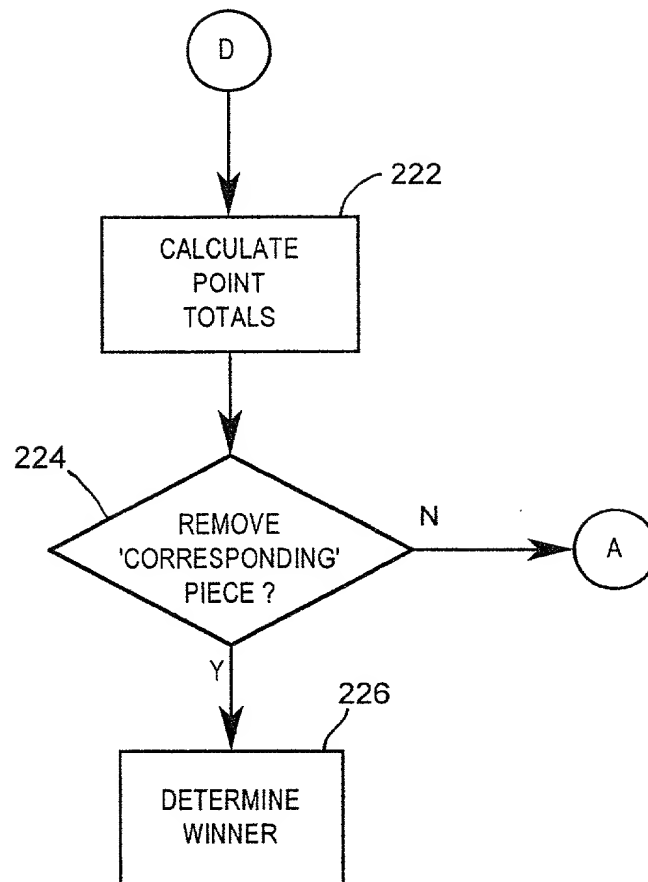 D
222
CALCULATE
POINT
TOTALS
224
REMOVE
'CORRESPONDING'
PIECE ?
N
A
Y
226
DETERMINE
WINNER